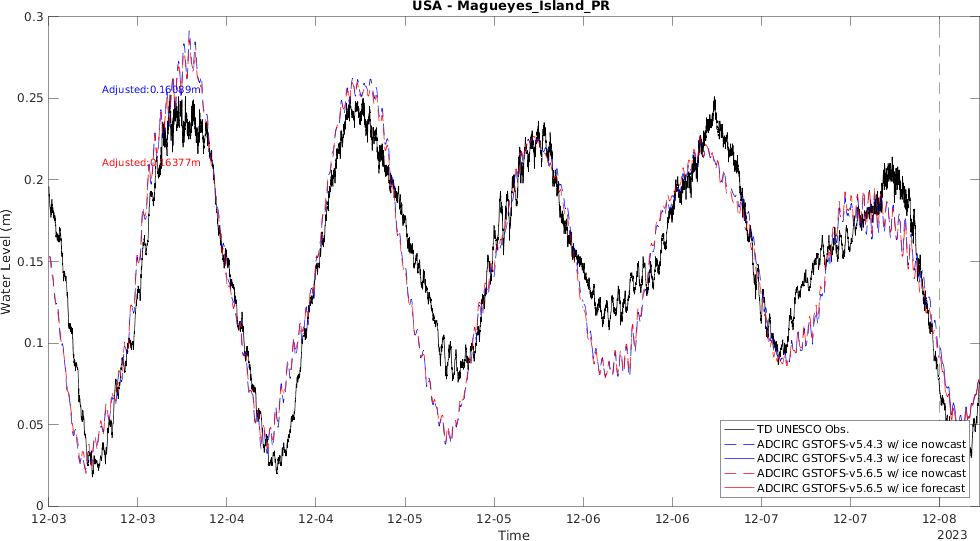 USA - Magueyes_Island_PR
0.3
0.25
0.2
0.15
0.1
0.05
0
Water Level (m)
Adjusted:0.16089m
Adjusted:0.16377m
TD UNESCO Obs.
ADCIRC GSTOFS-v5.4.3 w/ ice nowcast
ADCIRC GSTOFS-v5.4.3 w/ ice forecast
ADCIRC GSTOFS-v5.6.5 w/ ice nowcast
ADCIRC GSTOFS-v5.6.5 w/ ice forecast
12-03 12-03 12-04 12-04 12-05 12-05 12-06 12-06 12-07 12-07 12-08
2023
Time